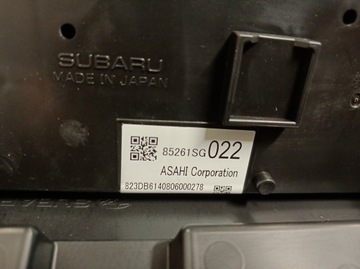 SUBARU
MADE IN JAPAN
85261SG022
ASAHI Corporation
823DB6140806000278